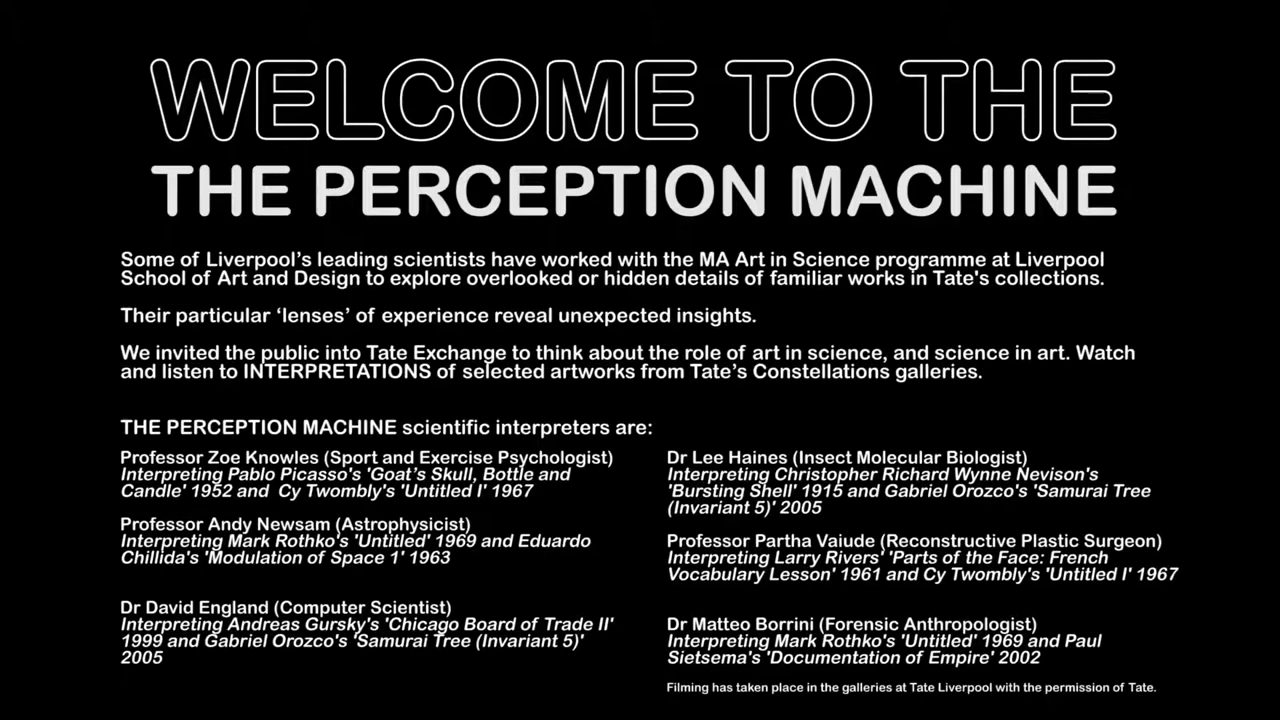 WELCOME TO THE
THE PERCEPTION MACHINE
Some of Liverpool's leading scientists have worked with the MA Art in Science programme at Liverpool
School of Art and Design to explore overlooked or hidden details of familiar works in Tate's collections.
Their particular ‘lenses’ of experience reveal unexpected insights.
We invited the public into Tate Exchange to think about the role of art in science, and science in art. Watch
and listen to INTERPRETATIONS of selected artworks from Tate's Constellations galleries.
THE PERCEPTION MACHINE scientific interpreters are:
Professor Zoe Knowles (Sport and Exercise Psychologist)
Interpreting Pablo Picasso's 'Goat's Skull, Bottle and
Candle' 1952 and Cy Twombly's 'Untitled I' 1967
Professor Andy Newsam (Astrophysicist)
Interpreting Mark Rothko's 'Untitled' 1969 and Eduardo
Chillida's 'Modulation of Space 1' 1963
Dr David England (Computer Scientist)
Interpreting Andreas Gursky's 'Chicago Board of Trade II'
1999 and Gabriel Orozco's 'Samurai Tree (Invariant 5)'
2005
Dr Lee Haines (Insect Molecular Biologist)
Interpreting Christopher Richard Wynne Nevison's
'Bursting Shell' 1915 and Gabriel Orozco's 'Samurai Tree
(Invariant 5)' 2005
Professor Partha Vaiude (Reconstructive Plastic Surgeon)
Interpreting Larry Rivers' 'Parts of the Face: French
Vocabulary Lesson' 1961 and Cy Twombly's 'Untitled I' 1967
Dr Matteo Borrini (Forensic Anthropologist)
Interpreting Mark Rothko's 'Untitled' 1969 and Paul
Sietsema's 'Documentation of Empire' 2002
Filming has taken place in the galleries at Tate Liverpool with the permission of Tate.